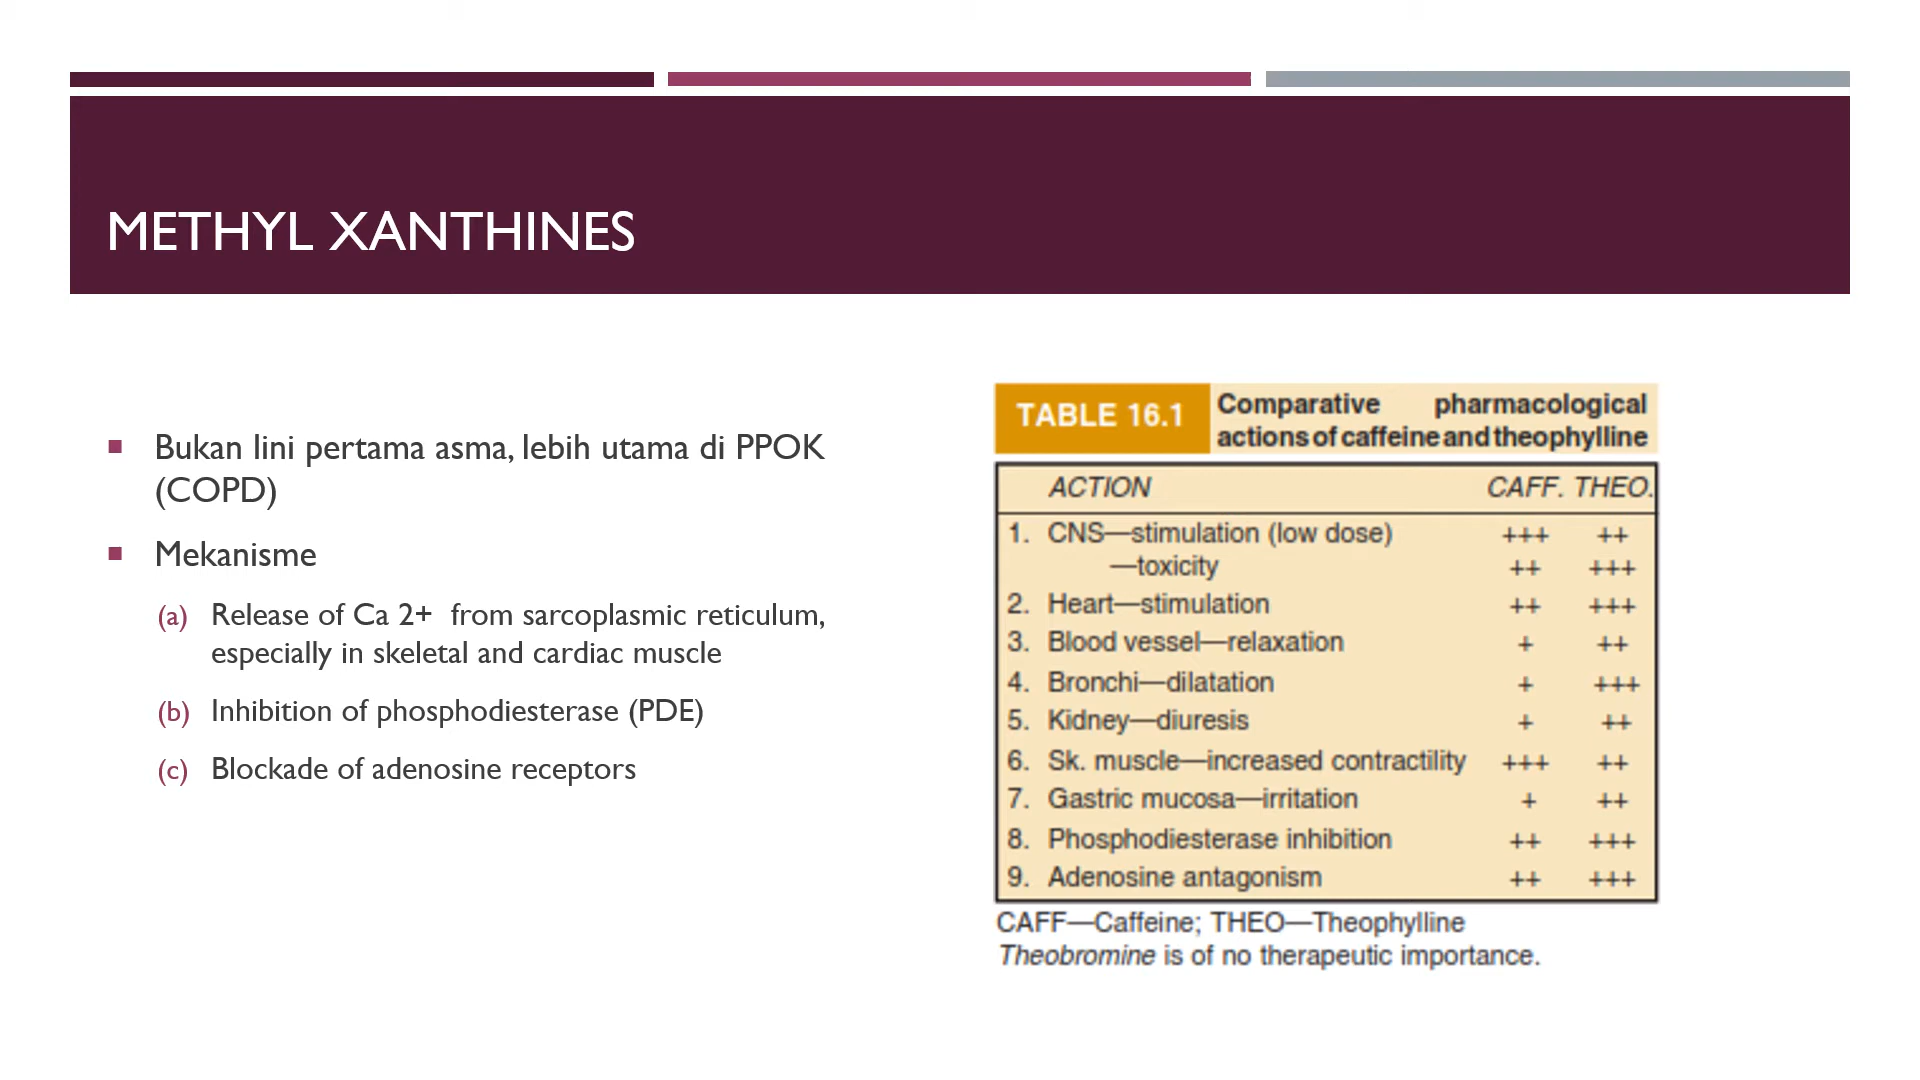 METHYL XANTHINES
▪ Bukan lini pertama asma, lebih utama di PPOK
(COPD)
▪ Mekanisme
(a) Release of Ca 2+ from sarcoplasmic reticulum,
especially in skeletal and cardiac muscle
(b) Inhibition of phosphodiesterase (PDE)
(c) Blockade of adenosine receptors
TABLE 16.1 Comparative pharmacological
actions of caffeine and theophylline
ACTION CAFF. THEO.
1. CNS—stimulation (low dose) +++ ++
—toxicity ++ +++
2. Heart—stimulation ++ +++
3. Blood vessel—relaxation + ++
4. Bronchi—dilatation + +++
5. Kidney—diuresis + ++
6. Sk. muscle—increased contractility +++ ++
7. Gastric mucosa—irritation + ++
8. Phosphodiesterase inhibition ++ +++
9. Adenosine antagonism ++ +++
CAFF—Caffeine; THEO—Theophylline
Theobromine is of no therapeutic importance.